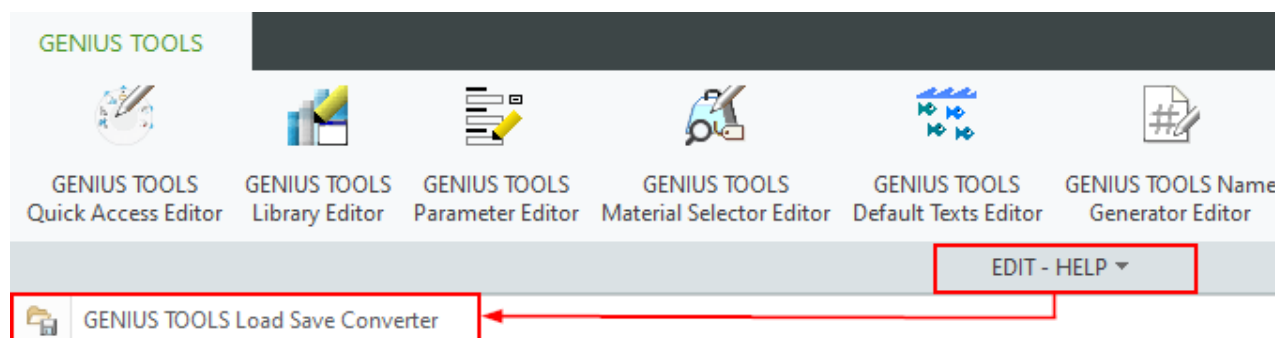 GENIUS TOOLS
GENIUS TOOLS
Quick Access Editor
GENIUS TOOLS
Library Editor
GENIUS TOOLS
Parameter Editor
GENIUS TOOLS
Material Selector Editor
GENIUS TOOLS
Default Texts Editor
GENIUS TOOLS Name
Generator Editor
EDIT - HELP
GENIUS TOOLS Load Save Converter